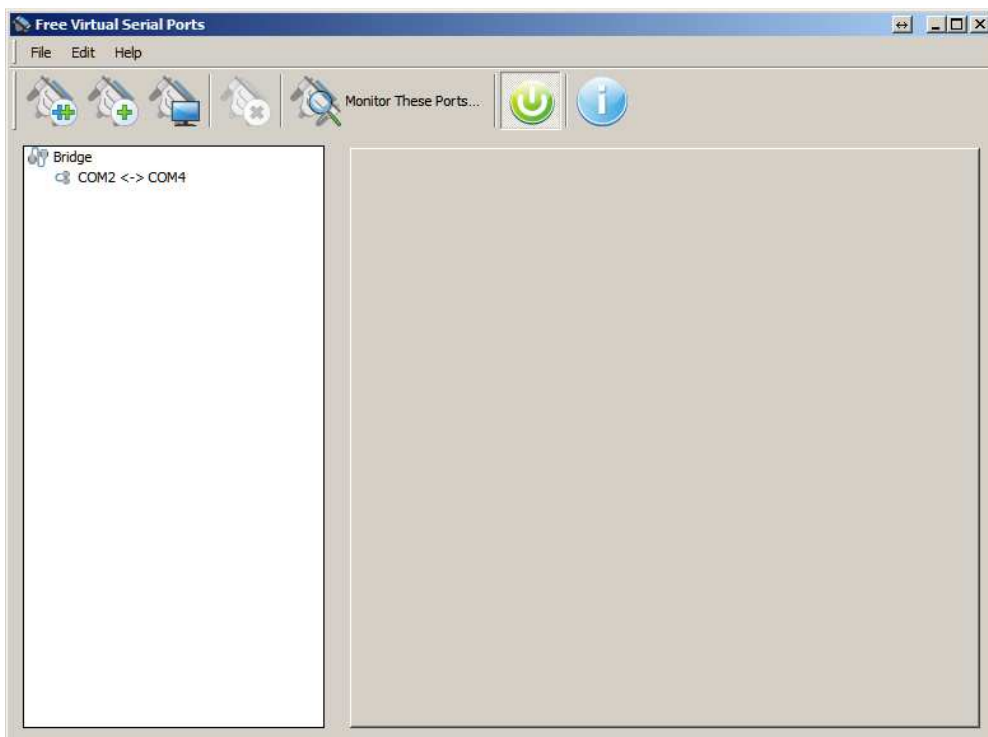 Free Virtual Serial Ports
File Edit Help
Monitor These Ports...
Bridge
COM2 <-> COM4